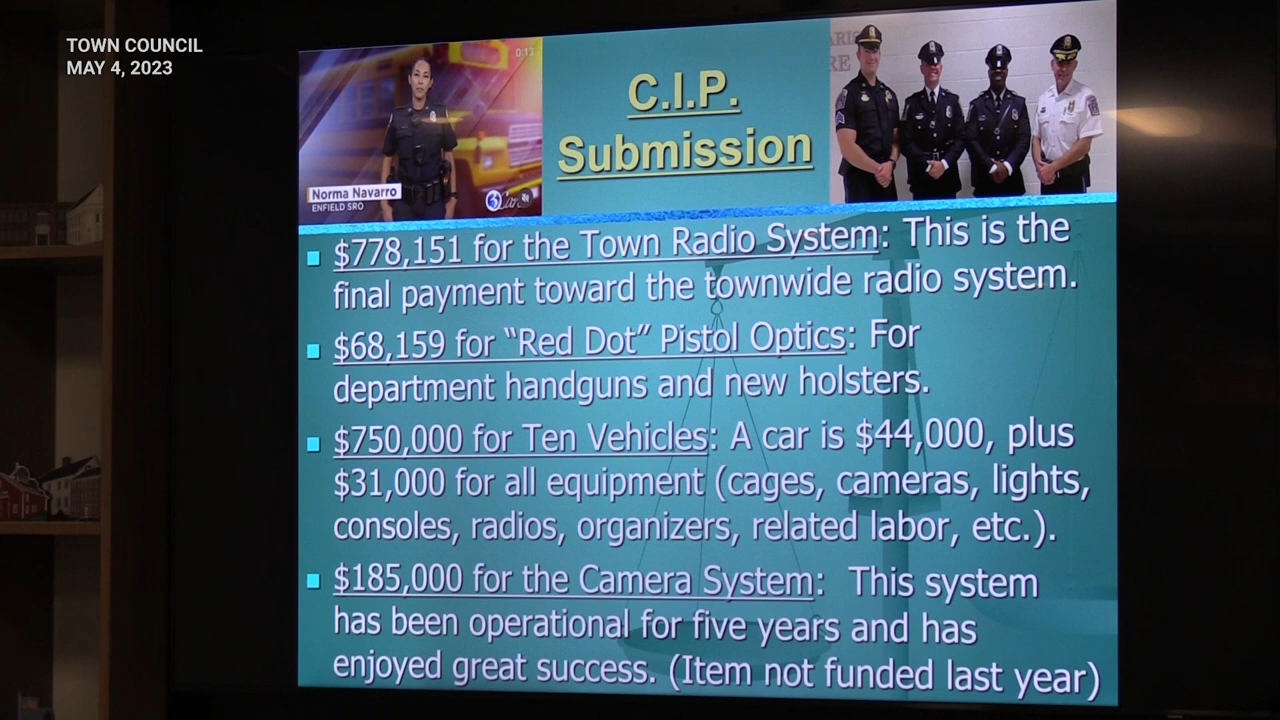 TOWN COUNCIL
MAY 4, 2023
0:13
C.I.P.
Submission
Norma Navarro
ENFIELD SRO
3
▪ $778,151 for the Town Radio System: This is the
final payment toward the townwide radio system.
▪ $68,159 for “Red Dot” Pistol Optics: For
department handguns and new holsters.
▪ $750,000 for Ten Vehicles: A car is $44,000, plus
$31,000 for all equipment (cages, cameras, lights,
consoles, radios, organizers, related labor, etc.).
▪ $185,000 for the Camera System: This system
has been operational for five years and has
enjoyed great success. (Item not funded last year)